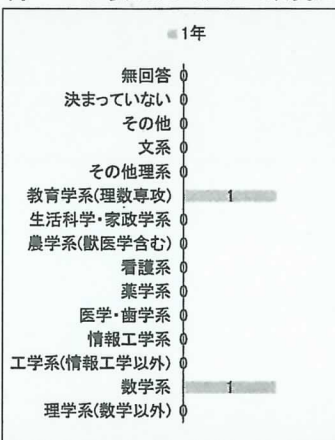 1年
無回答 0
決まっていない 0
その他 0
文系 0
その他理系 0
教育学系(理数専攻) 1
生活科学・家政学系 0
農学系(獣医学含む) 0
看護系 0
薬学系 0
医学・歯学系 0
情報工学系 0
工学系(情報工学以外) 0
数学系 1
理学系(数学以外) 0